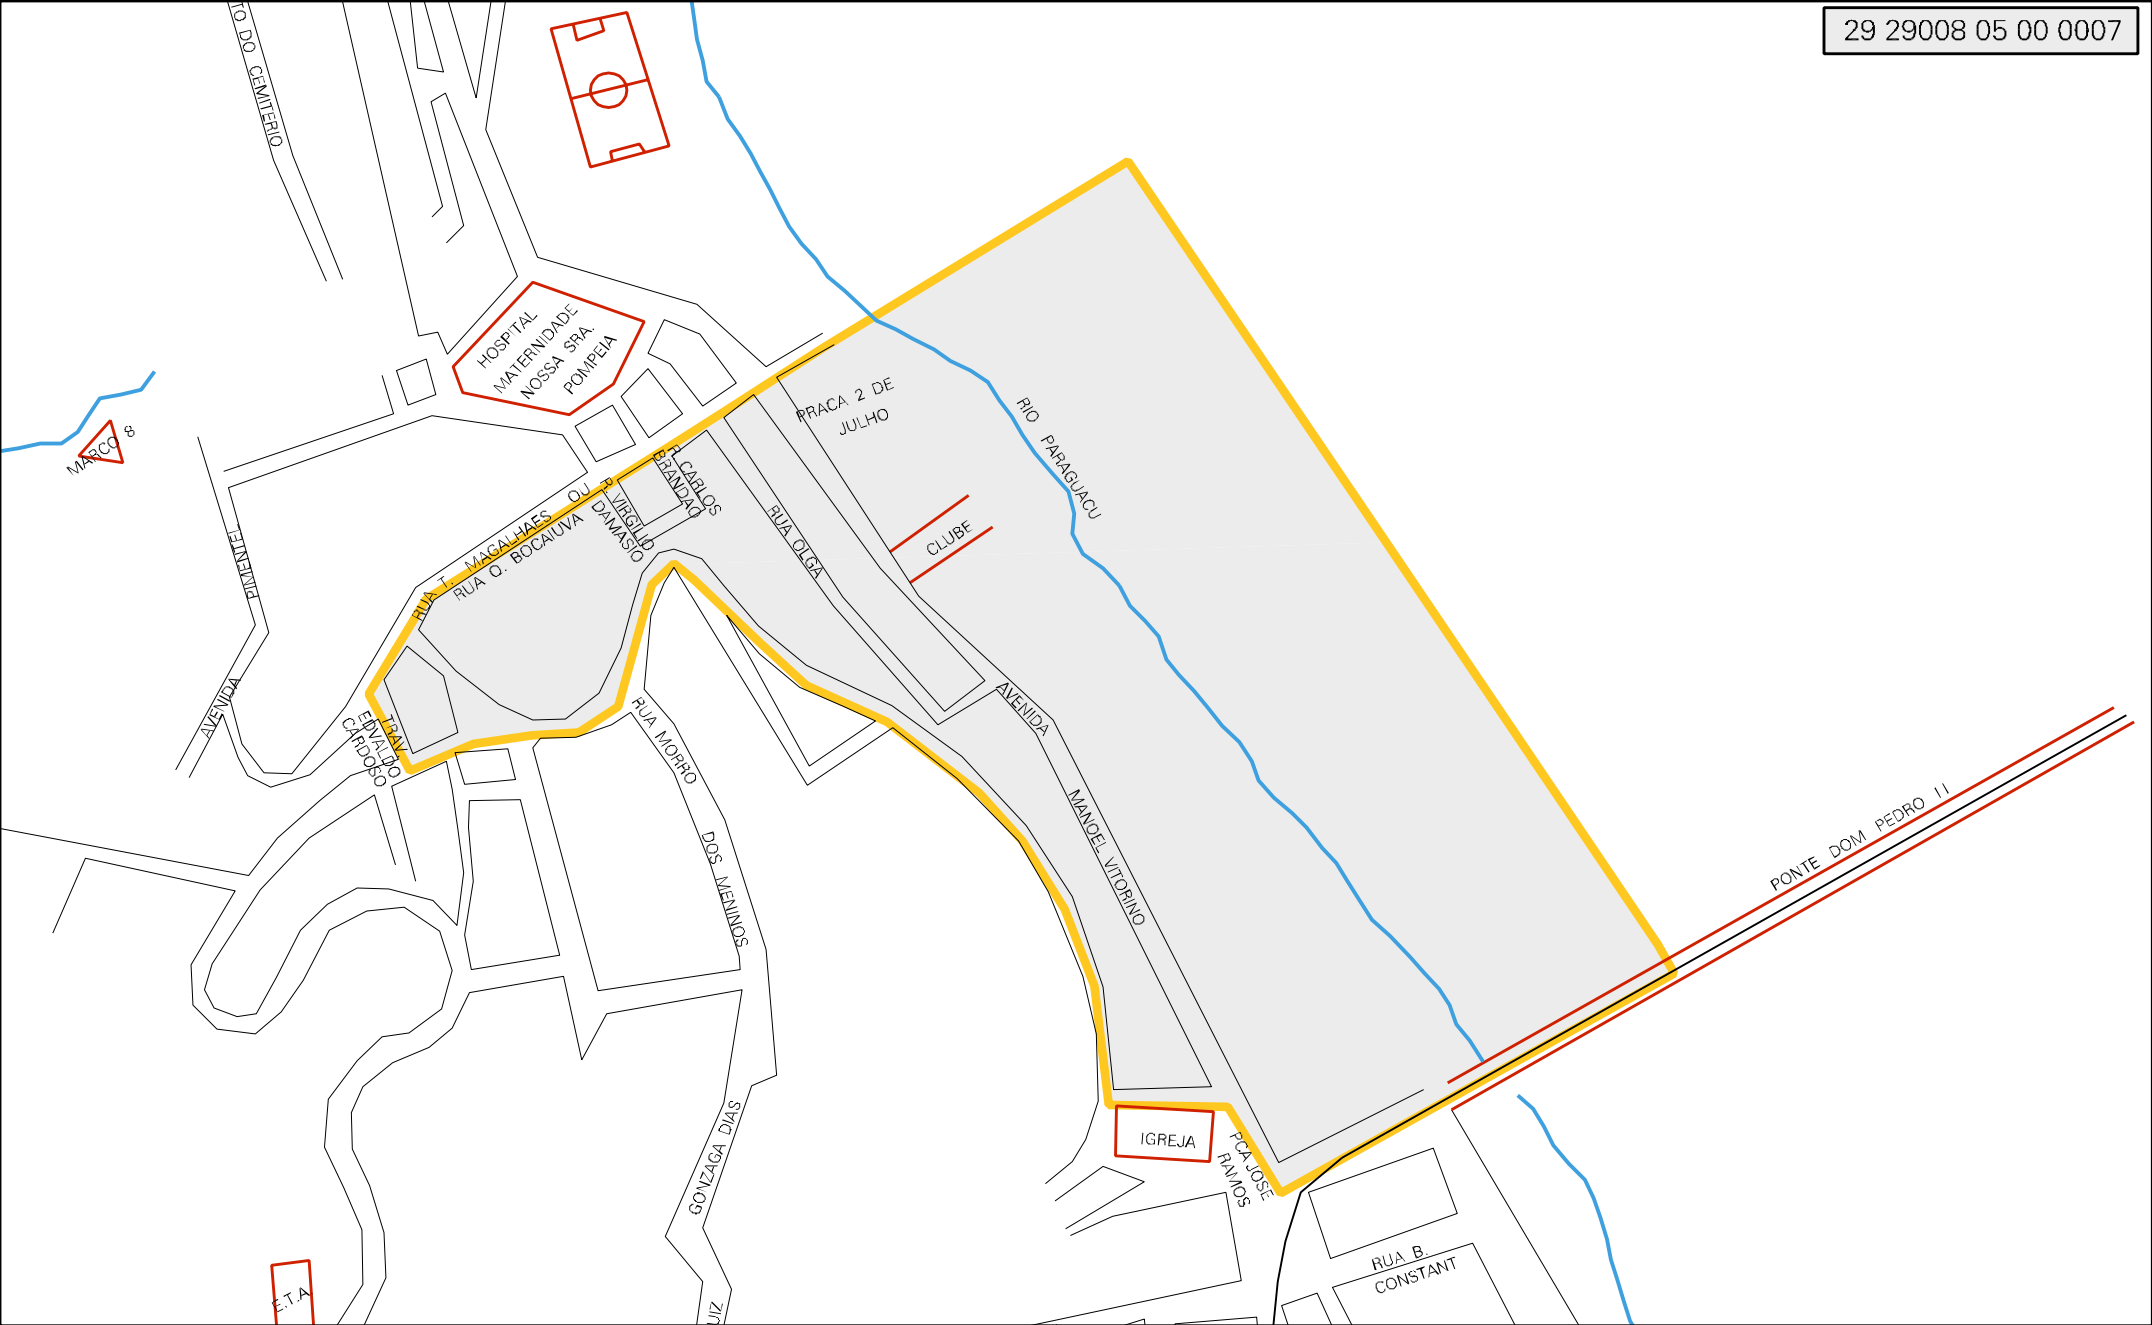 29 29008 05 00 0007
TO DO CEMITERIO
HOSPITAL
MATERNIDADE
NOSSA SRA.
POMPEIA
MARCO 8
PRACA 2 DE
JULHO
RIO PARAGUACU
R. CARLOS
BRANDAO
R. VIRGILIO
DAMASIO
RUA T. MAGALHAES OU
RUA Q. BOCAIUVA
RUA OLGA
CLUBE
PIMENTEL
AVENIDA
TRAV.
EDVALDO
CARDOSO
RUA MORRO DOS MENINOS
AVENIDA MANOEL VITORINO
PONTE DOM PEDRO II
IGREJA
PCA JOSE
RAMOS
GONZAGA DIAS
UIZ
RUA B.
CONSTANT
E.T.A